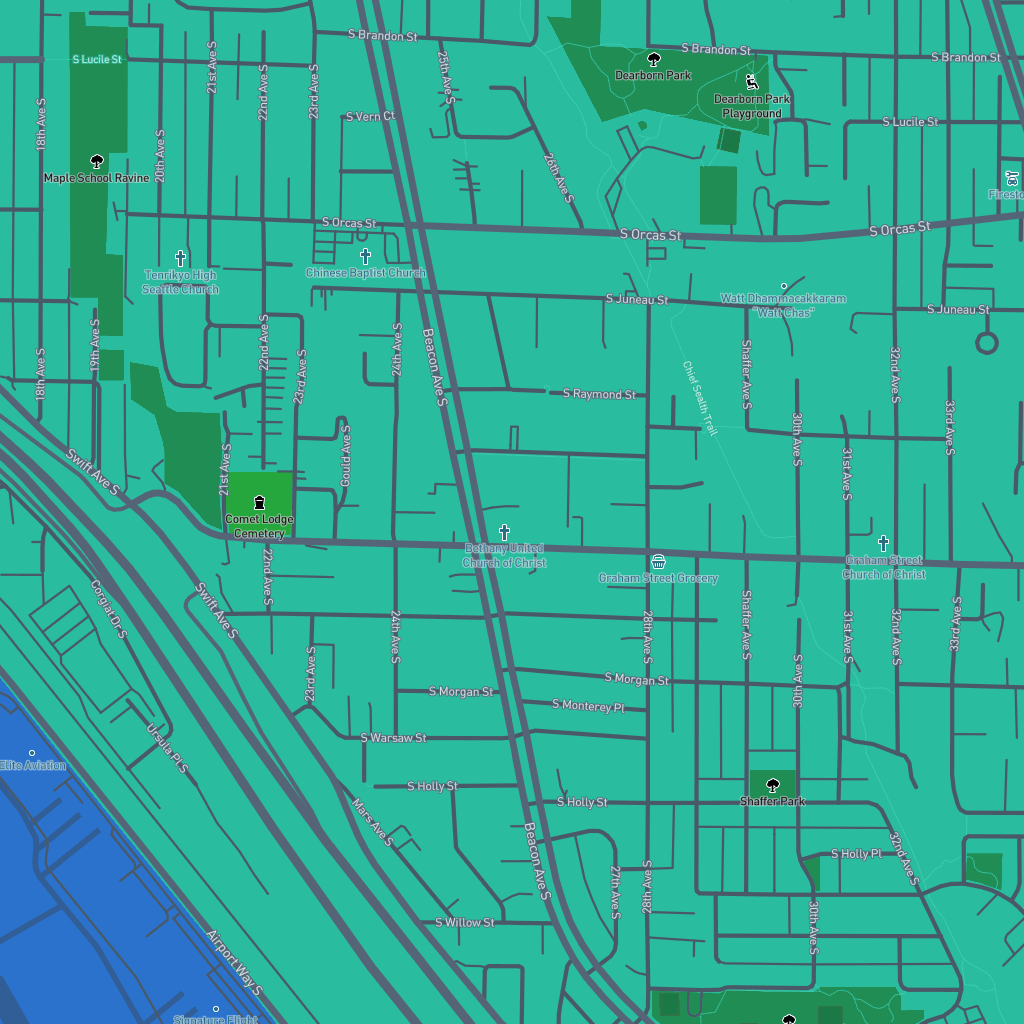 S Brandon St
S Brandon St
S Brandon St
S Lucile St
25th Ave S
21st Ave S
22nd Ave S
23rd Ave S
Dearborn Park
Dearborn Park
Playground
18th Ave S
20th Ave S
S Vern Ct
S Lucile St
Maple School Ravine
26th Ave S
Firesto
S Orcas St
S Orcas St
S Orcas St
Tenrikyo High
Seattle Church
Chinese Baptist Church
S Juneau St
Watt Dhammacakkaram
"Watt Chas"
S Juneau St
19th Ave S
18th Ave S
22nd Ave S
23rd Ave S
24th Ave S
Beacon Ave S
S Raymond St
Chief Sealth Trail
Shaffer Ave S
32nd Ave S
33rd Ave S
30th Ave S
31st Ave S
Swift Ave S
21st Ave S
Gould Ave S
Comet Lodge
Cemetery
Bethany United
Church of Christ
Graham Street Grocery
Graham Street
Church of Christ
22nd Ave S
Corgiat Dr S
Swift Ave S
24th Ave S
28th Ave S
Shaffer Ave S
31st Ave S
32nd Ave S
33rd Ave S
23rd Ave S
30th Ave S
S Morgan St
S Morgan St
S Monterey Pl
Ursula Pl S
S Warsaw St
Elite Aviation
S Holly St
S Holly St
Shaffer Park
Mars Ave S
Beacon Ave S
S Holly Pl
32nd Ave S
27th Ave S
28th Ave S
30th Ave S
S Willow St
Airport Way S
Signature Flight